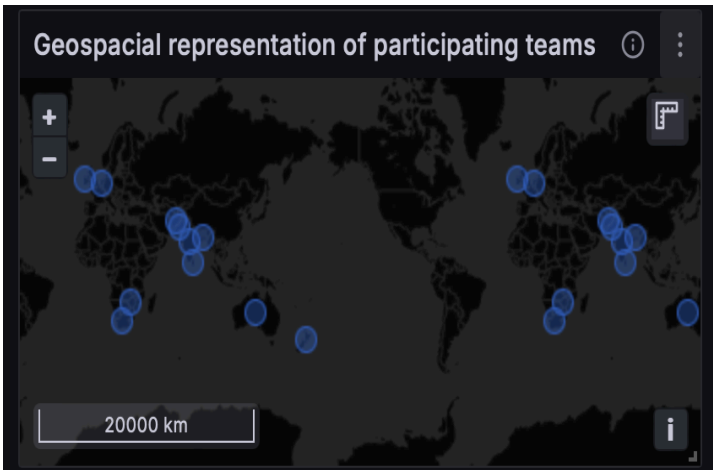 Geospacial representation of participating teams
+
−
20000 km
i